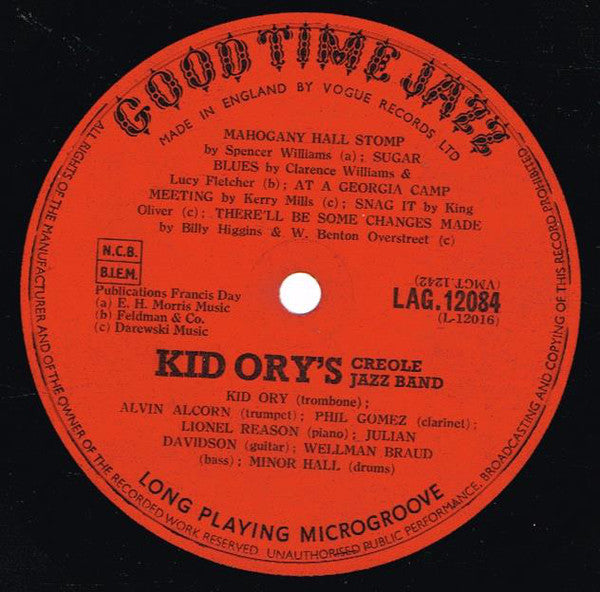 GOOD TIME JAZZ
MADE IN ENGLAND BY VOGUE RECORDS LTD
MAHOGANY HALL STOMP
by Spencer Williams (a) ; SUGAR
BLUES by Clarence Williams &
Lucy Fletcher (b) ; AT A GEORGIA CAMP
MEETING by Kerry Mills (c) ; SNAG IT by King
Oliver (c) ; THERE'LL BE SOME CHANGES MADE
by Billy Higgins & W. Benton Overstreet (c)
N.C.B.
B.I.E.M.
Publications Francis Day
(a) E. H. Morris Music
(b) Feldman & Co.
(c) Darewski Music
(VMGT.1242)
LAG.12084
(L-12016)
KID ORY'S CREOLE
JAZZ BAND
KID ORY (trombone) ;
ALVIN ALCORN (trumpet) ; PHIL GOMEZ (clarinet) ;
LIONEL REASON (piano) ; JULIAN
DAVIDSON (guitar) ; WELLMAN BRAUD
(bass) ; MINOR HALL (drums)
LONG PLAYING MICROGROOVE
ALL RIGHTS OF THE MANUFACTURER AND OF THE OWNER OF THE RECORDED WORK RESERVED UNAUTHORISED PUBLIC PERFORMANCE, BROADCASTING AND COPYING OF THIS RECORD PROHIBITED